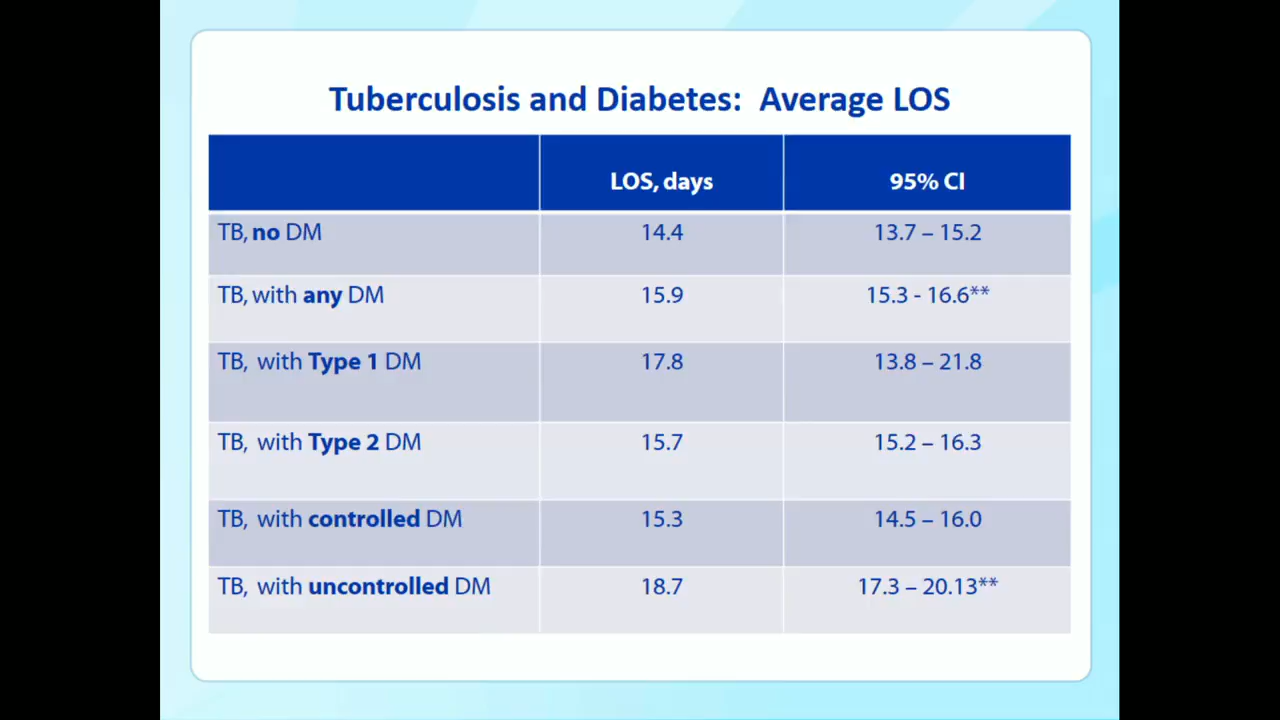 Tuberculosis and Diabetes: Average LOS
LOS, days 95% CI
TB, no DM 14.4 13.7 – 15.2
TB, with any DM 15.9 15.3 - 16.6**
TB, with Type 1 DM 17.8 13.8 – 21.8
TB, with Type 2 DM 15.7 15.2 – 16.3
TB, with controlled DM 15.3 14.5 – 16.0
TB, with uncontrolled DM 18.7 17.3 – 20.13**